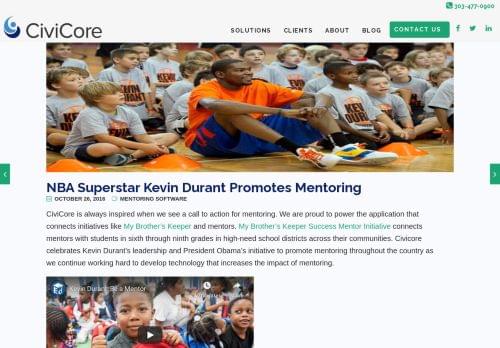 303-477-0900
CiviCore
SOLUTIONS CLIENTS ABOUT BLOG CONTACT US
NBA Superstar Kevin Durant Promotes Mentoring
OCTOBER 26, 2016 MENTORING SOFTWARE
CiviCore is always inspired when we see a call to action for mentoring. We are proud to power the application that
connects initiatives like My Brother's Keeper and mentors. My Brother's Keeper Success Mentor Initiative connects
mentors with students in sixth through ninth grades in high-need school districts across their communities. Civicore
celebrates Kevin Durant's leadership and President Obama's initiative to promote mentoring throughout the country as
we continue working hard to develop technology that increases the impact of mentoring.
Kevin Durant: Be a Mentor